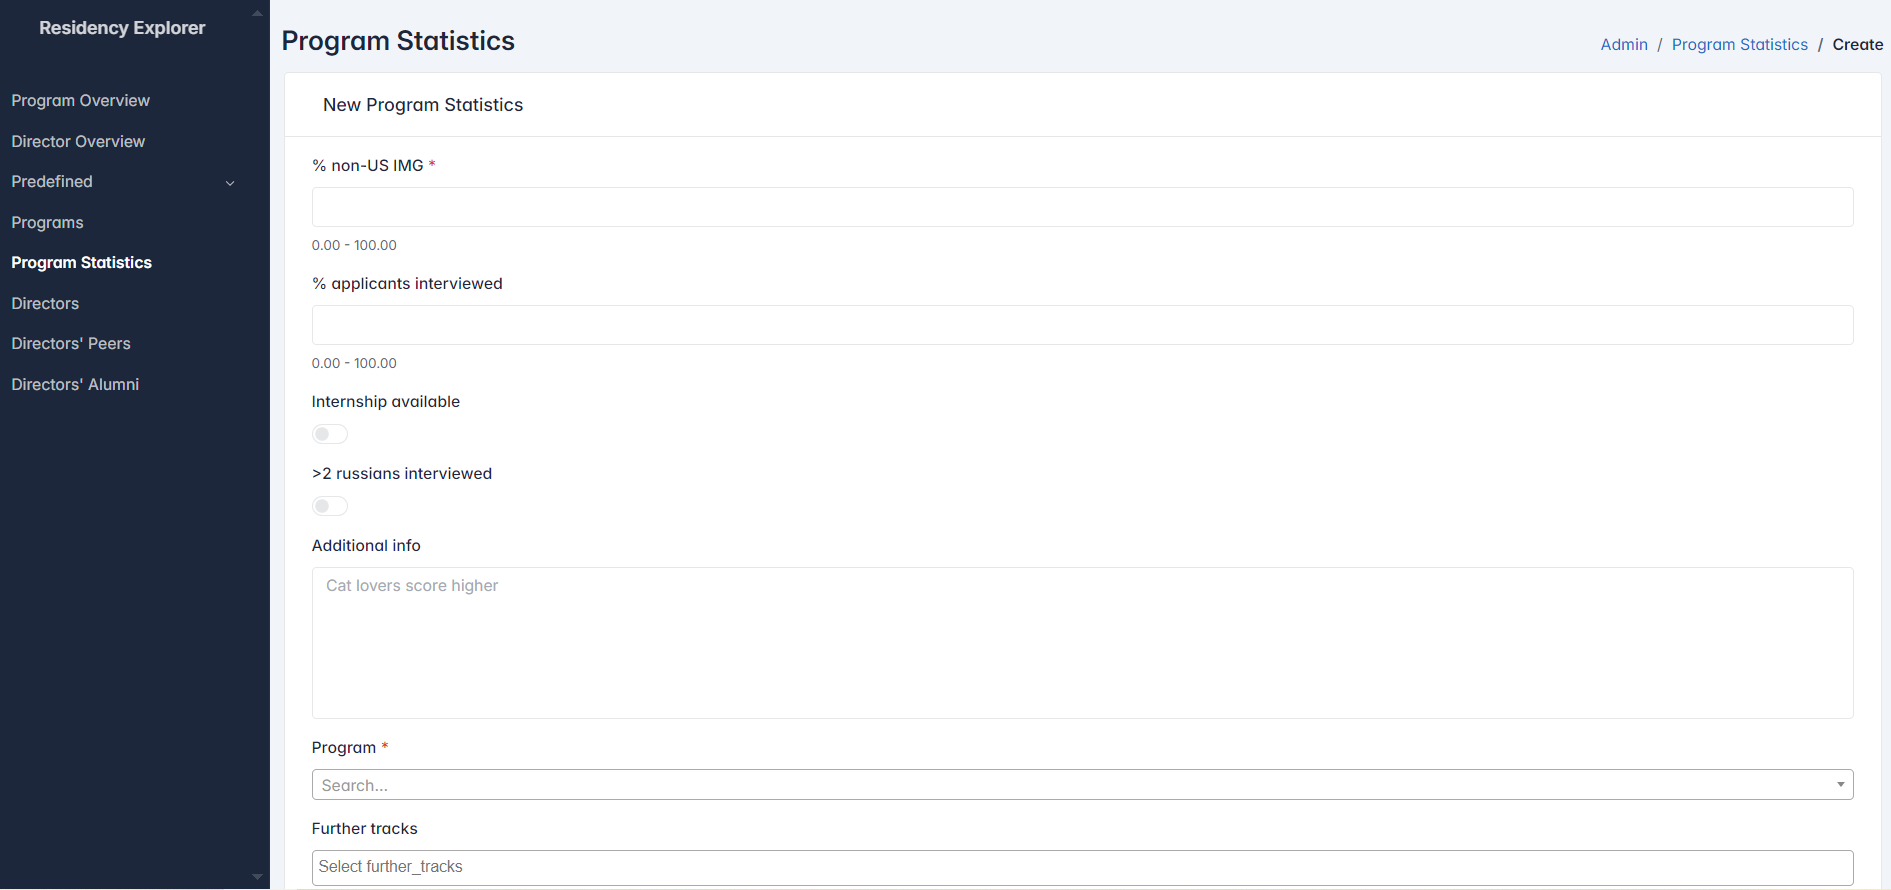 Residency Explorer
Program Overview
Director Overview
Predefined
Programs
Program Statistics
Directors
Directors' Peers
Directors' Alumni
Program Statistics
Admin / Program Statistics / Create
New Program Statistics
% non-US IMG *
0.00 - 100.00
% applicants interviewed
0.00 - 100.00
Internship available
>2 russians interviewed
Additional info
Cat lovers score higher
Program *
Search...
Further tracks
Select further_tracks